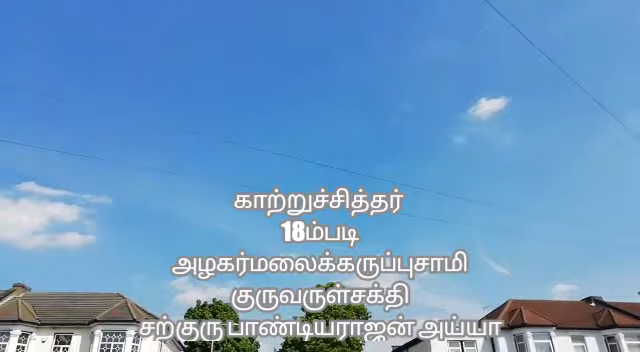 காற்றுச்சித்தர்
18ம்படி
அழகர்மலைக்கருப்புசாமி
குருவருள்சக்தி
சற்குரு பாண்டியராஜன் அய்யா